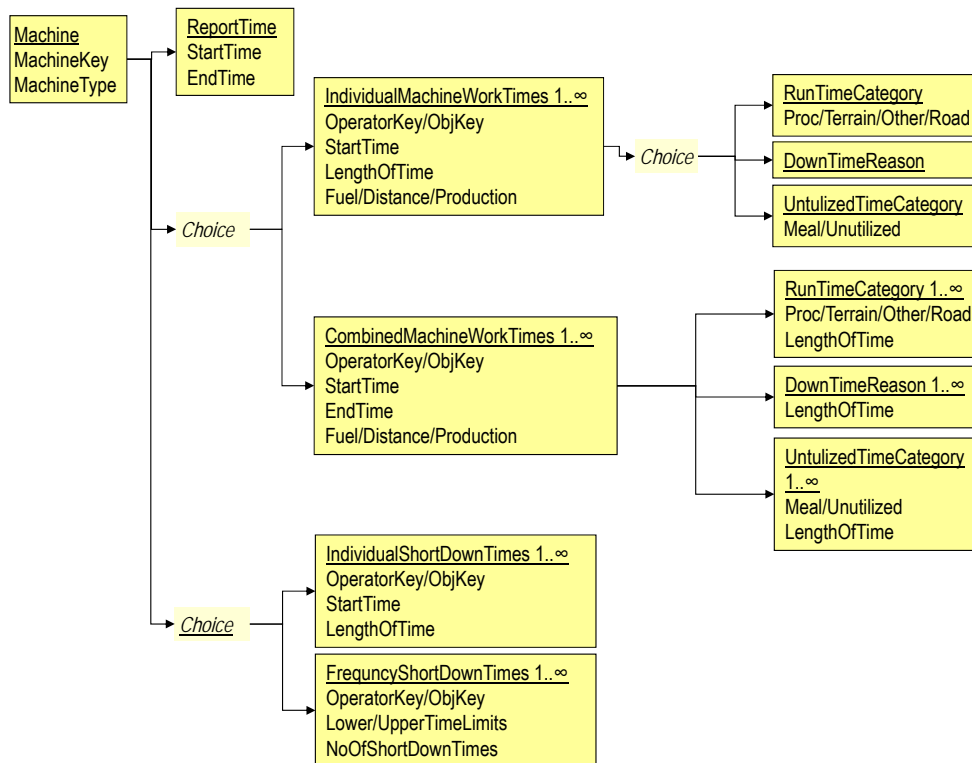 Machine
MachineKey
MachineType
ReportTime
StartTime
EndTime
IndividualMachineWorkTimes 1..∞
OperatorKey/ObjKey
StartTime
LengthOfTime
Fuel/Distance/Production
Choice
RunTimeCategory
Proc/Terrain/Other/Road
DownTimeReason
UntulizedTimeCategory
Meal/Unutilized
Choice
CombinedMachineWorkTimes 1..∞
OperatorKey/ObjKey
StartTime
EndTime
Fuel/Distance/Production
RunTimeCategory 1..∞
Proc/Terrain/Other/Road
LengthOfTime
DownTimeReason 1..∞
LengthOfTime
UntulizedTimeCategory
1..∞
Meal/Unutilized
LengthOfTime
Choice
IndividualShortDownTimes 1..∞
OperatorKey/ObjKey
StartTime
LengthOfTime
FrequncyShortDownTimes 1..∞
OperatorKey/ObjKey
Lower/UpperTimeLimits
NoOfShortDownTimes